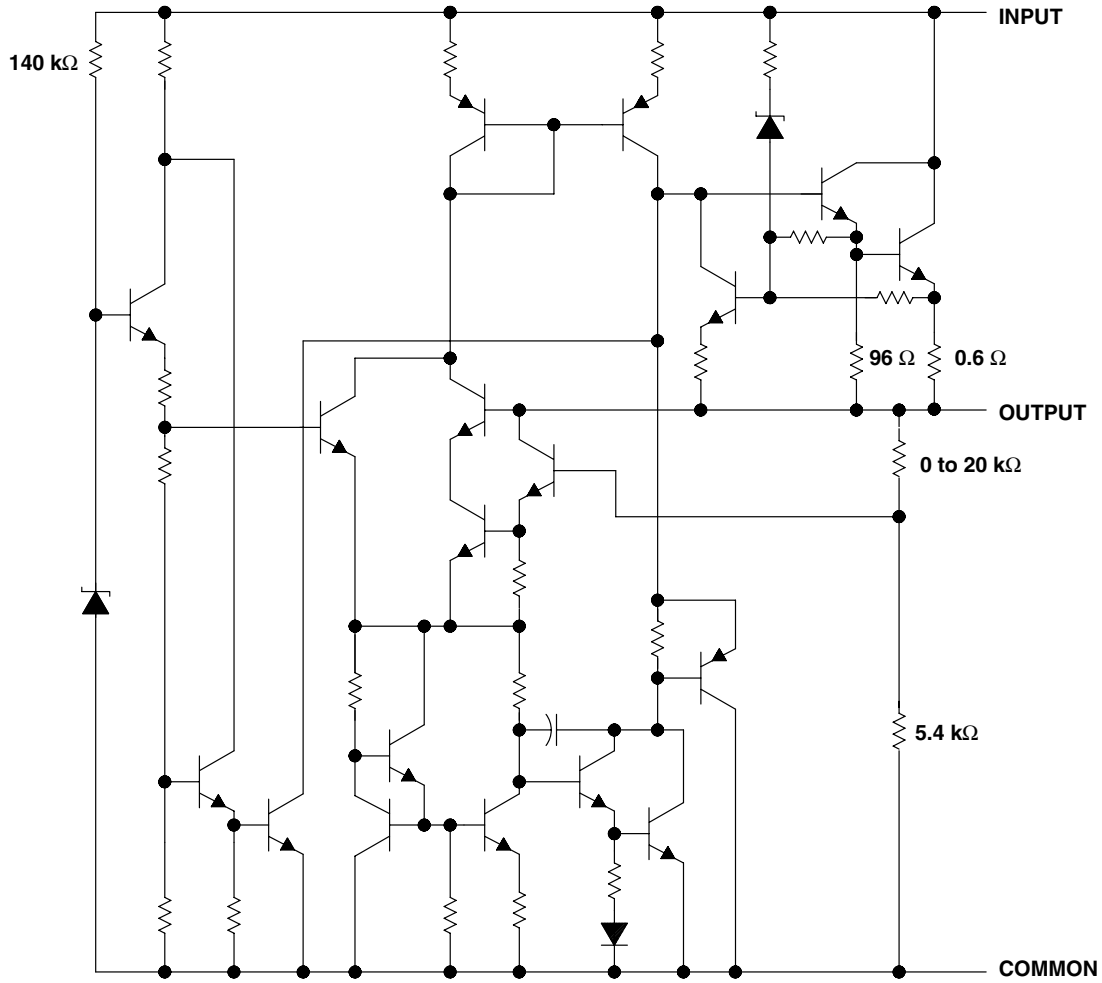 INPUT
140 kΩ
96 Ω
0.6 Ω
OUTPUT
0 to 20 kΩ
5.4 kΩ
COMMON